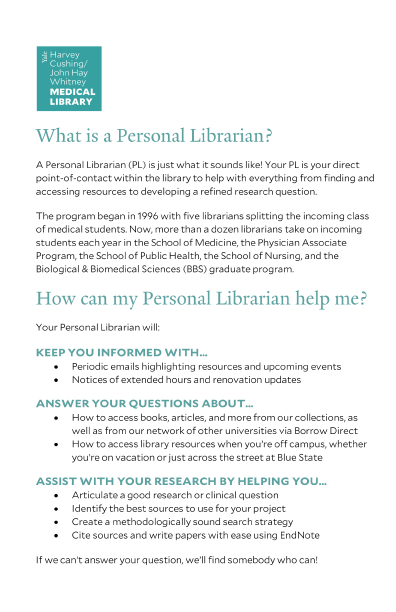 Yale
Harvey
Cushing/
John Hay
Whitney
MEDICAL
LIBRARY
What is a Personal Librarian?
A Personal Librarian (PL) is just what it sounds like! Your PL is your direct
point-of-contact within the library to help with everything from finding and
accessing resources to developing a refined research question.
The program began in 1996 with five librarians splitting the incoming class
of medical students. Now, more than a dozen librarians take on incoming
students each year in the School of Medicine, the Physician Associate
Program, the School of Public Health, the School of Nursing, and the
Biological & Biomedical Sciences (BBS) graduate program.
How can my Personal Librarian help me?
Your Personal Librarian will:
KEEP YOU INFORMED WITH...
• Periodic emails highlighting resources and upcoming events
• Notices of extended hours and renovation updates
ANSWER YOUR QUESTIONS ABOUT...
• How to access books, articles, and more from our collections, as
well as from our network of other universities via Borrow Direct
• How to access library resources when you're off campus, whether
you're on vacation or just across the street at Blue State
ASSIST WITH YOUR RESEARCH BY HELPING YOU...
• Articulate a good research or clinical question
• Identify the best sources to use for your project
• Create a methodologically sound search strategy
• Cite sources and write papers with ease using EndNote
If we can't answer your question, we'll find somebody who can!